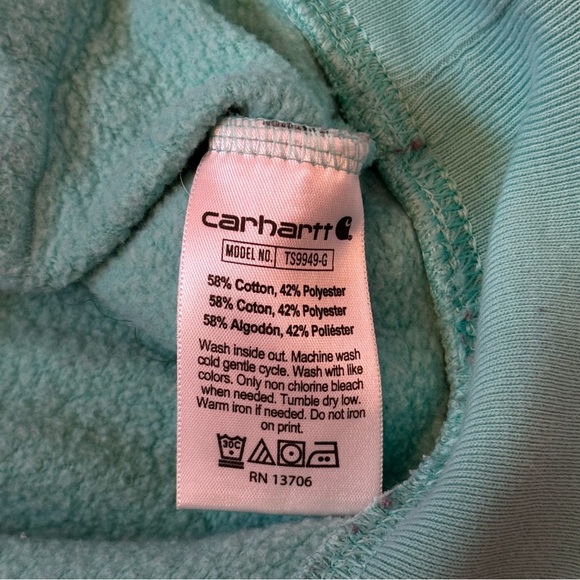 carhartt
MODEL NO. TS9949-G
58% Cotton, 42% Polyester
58% Coton, 42% Polyester
58% Algodón, 42% Poliéster
Wash inside out. Machine wash
cold gentle cycle. Wash with like
colors. Only non chlorine bleach
when needed. Tumble dry low.
Warm iron if needed. Do not iron
on print.
30C
RN 13706